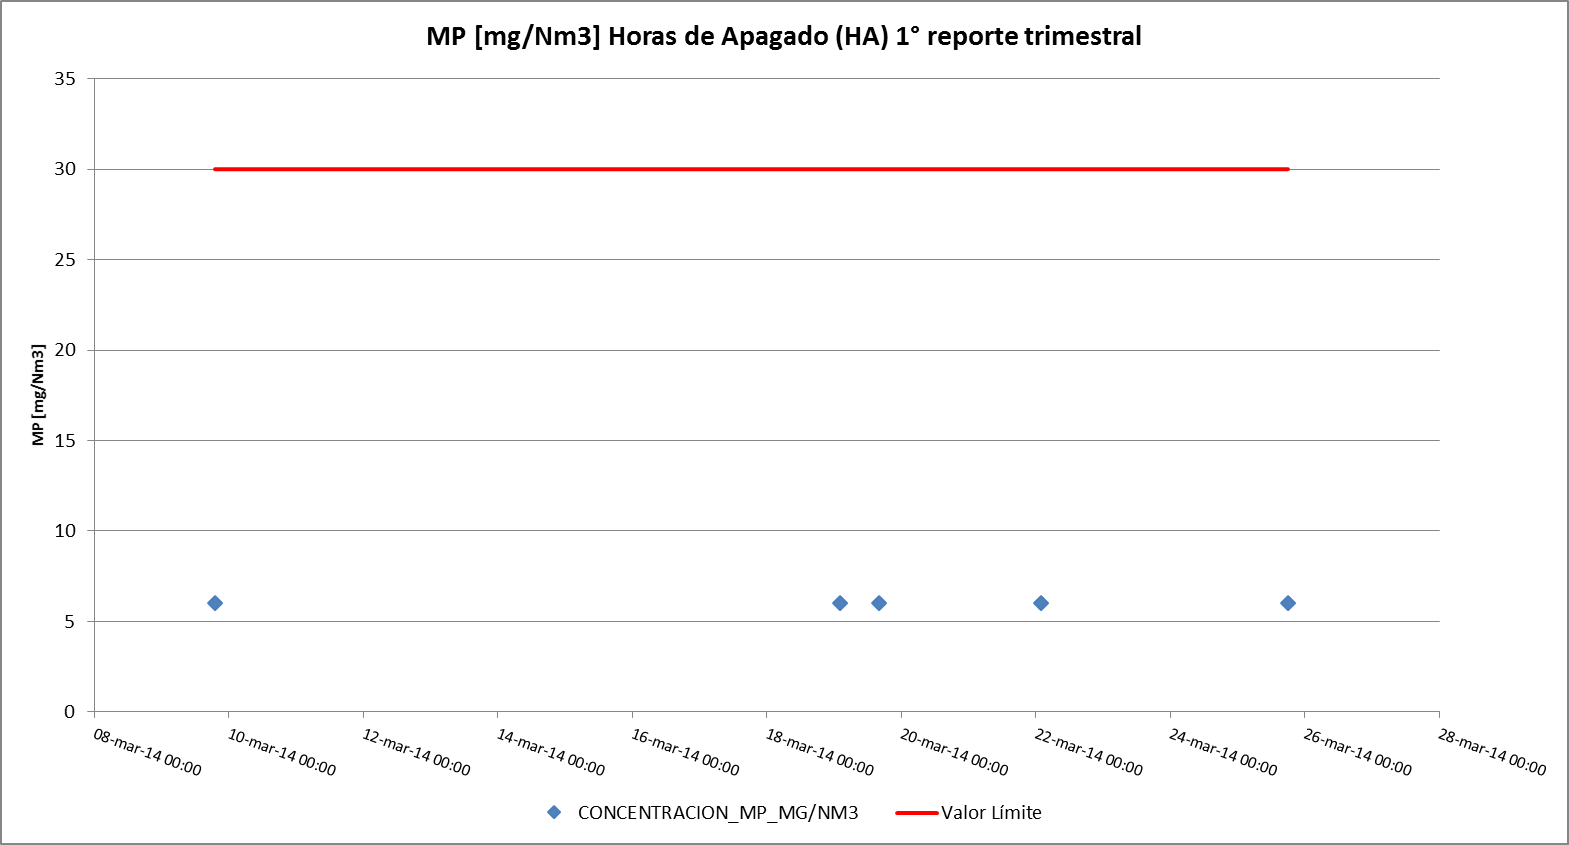 MP [mg/Nm3] Horas de Apagado (HA) 1° reporte trimestral
35
30
25
20
15
10
5
0
MP [mg/Nm3]
08-mar-14 00:00
10-mar-14 00:00
12-mar-14 00:00
14-mar-14 00:00
16-mar-14 00:00
18-mar-14 00:00
20-mar-14 00:00
22-mar-14 00:00
24-mar-14 00:00
26-mar-14 00:00
28-mar-14 00:00
CONCENTRACION_MP_MG/NM3
Valor Límite